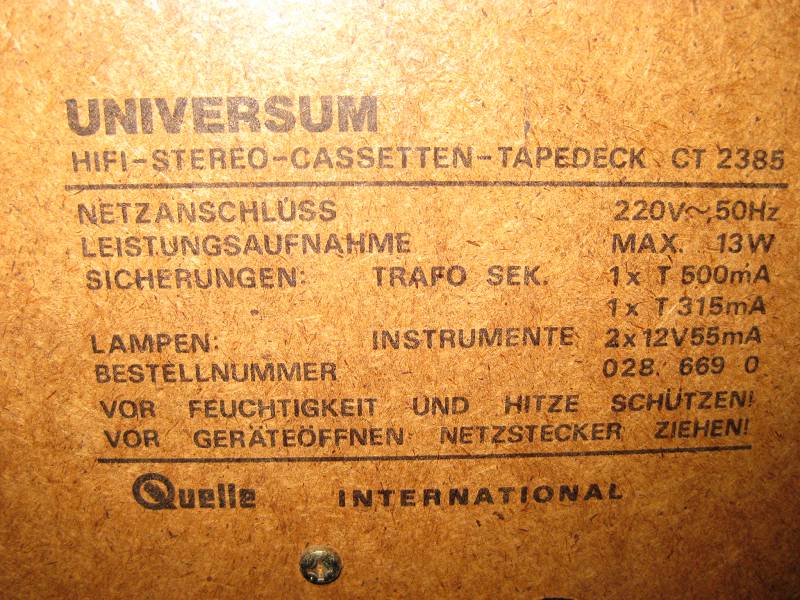 UNIVERSUM
HIFI-STEREO-CASSETTEN-TAPEDECK CT 2385
NETZANSCHLÜSS 220V~,50Hz
LEISTUNGSAUFNAHME MAX. 13W
SICHERUNGEN: TRAFO SEK. 1x T 500mA
1x T 315mA
LAMPEN: INSTRUMENTE 2x12V55mA
BESTELLNUMMER 028. 669 0
VOR FEUCHTIGKEIT UND HITZE SCHÜTZEN!
VOR GERÄTEÖFFNEN NETZSTECKER ZIEHEN!
Quelle INTERNATIONAL